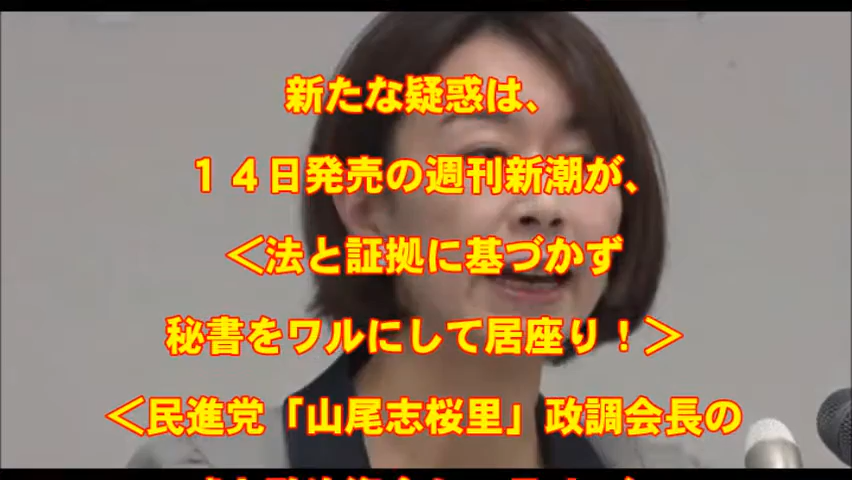 新たな疑惑は、
１４日発売の週刊新潮が、
＜法と証拠に基づかず
秘書をワルにして居座り！＞
＜民進党「山尾志桜里」政調会長の